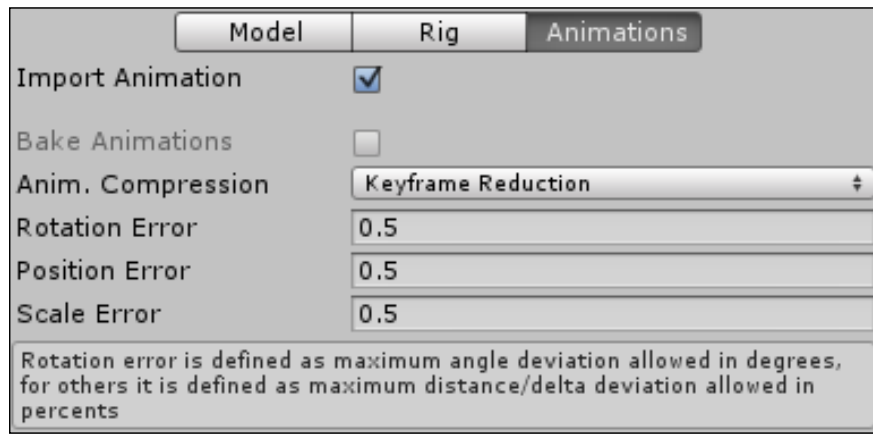 Model Rig Animations
Import Animation
Bake Animations
Anim. Compression Keyframe Reduction
Rotation Error 0.5
Position Error 0.5
Scale Error 0.5
Rotation error is defined as maximum angle deviation allowed in degrees,
for others it is defined as maximum distance/delta deviation allowed in
percents